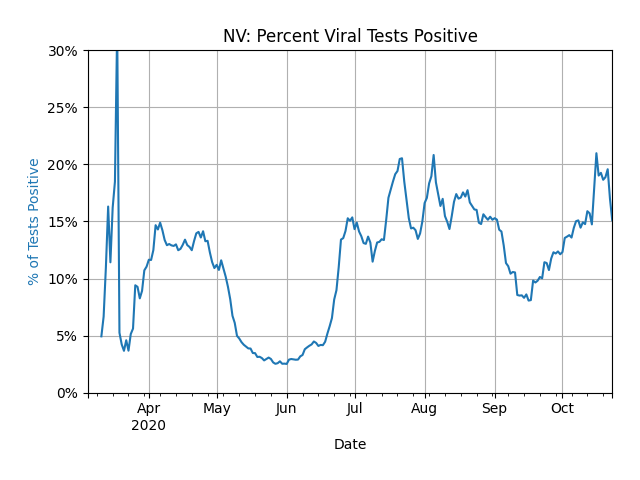 NV: Percent Viral Tests Positive
30%
25%
20%
15%
10%
5%
0%
% of Tests Positive
Apr May Jun Jul Aug Sep Oct
2020
Date